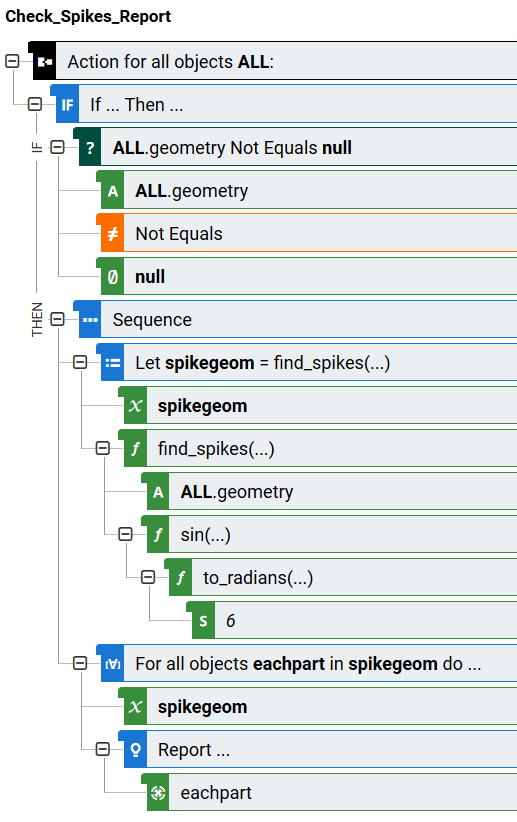 Check_Spikes_Report
Action for all objects ALL:
IF If ... Then ...
IF
? ALL.geometry Not Equals null
A ALL.geometry
≠ Not Equals
∅ null
THEN
Sequence
Let spikegeom = find_spikes(...)
x spikegeom
f find_spikes(...)
A ALL.geometry
f sin(...)
f to_radians(...)
S 6
(∀) For all objects eachpart in spikegeom do ...
x spikegeom
Report ...
eachpart